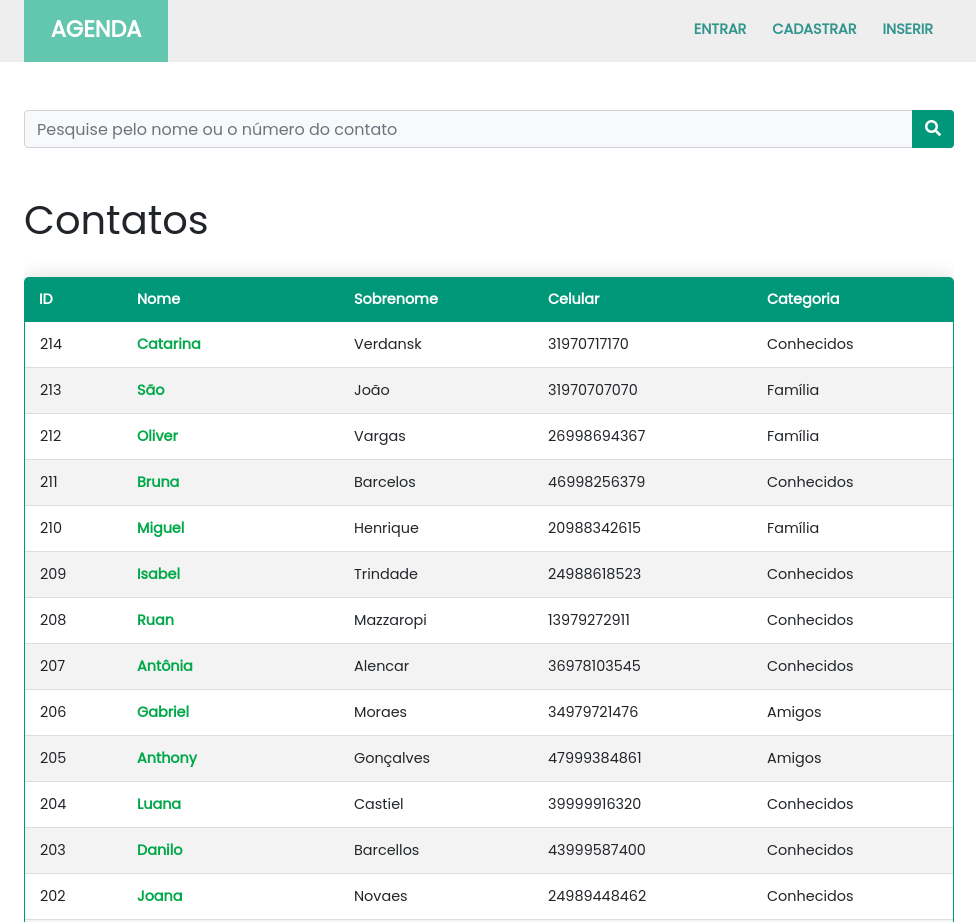 AGENDA ENTRAR CADASTRAR INSERIR
Pesquise pelo nome ou o número do contato
Contatos
ID Nome Sobrenome Celular Categoria
214 Catarina Verdansk 31970717170 Conhecidos
213 São João 31970707070 Família
212 Oliver Vargas 26998694367 Família
211 Bruna Barcelos 46998256379 Conhecidos
210 Miguel Henrique 20988342615 Família
209 Isabel Trindade 24988618523 Conhecidos
208 Ruan Mazzaropi 13979272911 Conhecidos
207 Antônia Alencar 36978103545 Conhecidos
206 Gabriel Moraes 34979721476 Amigos
205 Anthony Gonçalves 47999384861 Amigos
204 Luana Castiel 39999916320 Conhecidos
203 Danilo Barcellos 43999587400 Conhecidos
202 Joana Novaes 24989448462 Conhecidos